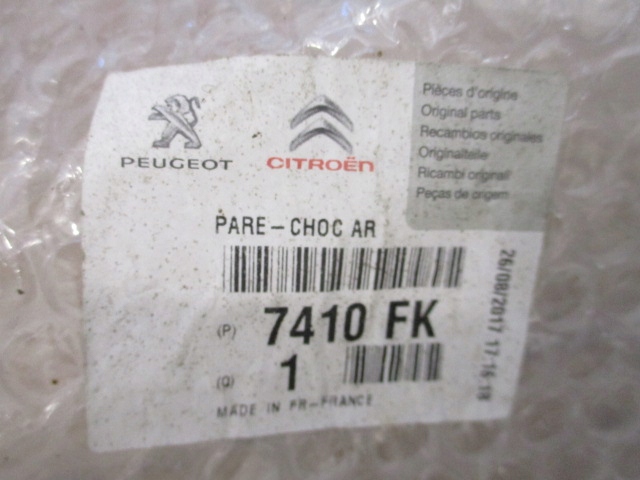 PEUGEOT
CITROËN
Pièces d'origine
Original parts
Recambios originales
Originalteile
Ricambi originali
Peças de origem
PARE-CHOC AR
(P) 7410 FK
(Q) 1
MADE IN FR-FRANCE
26/08/2017 17:16:18